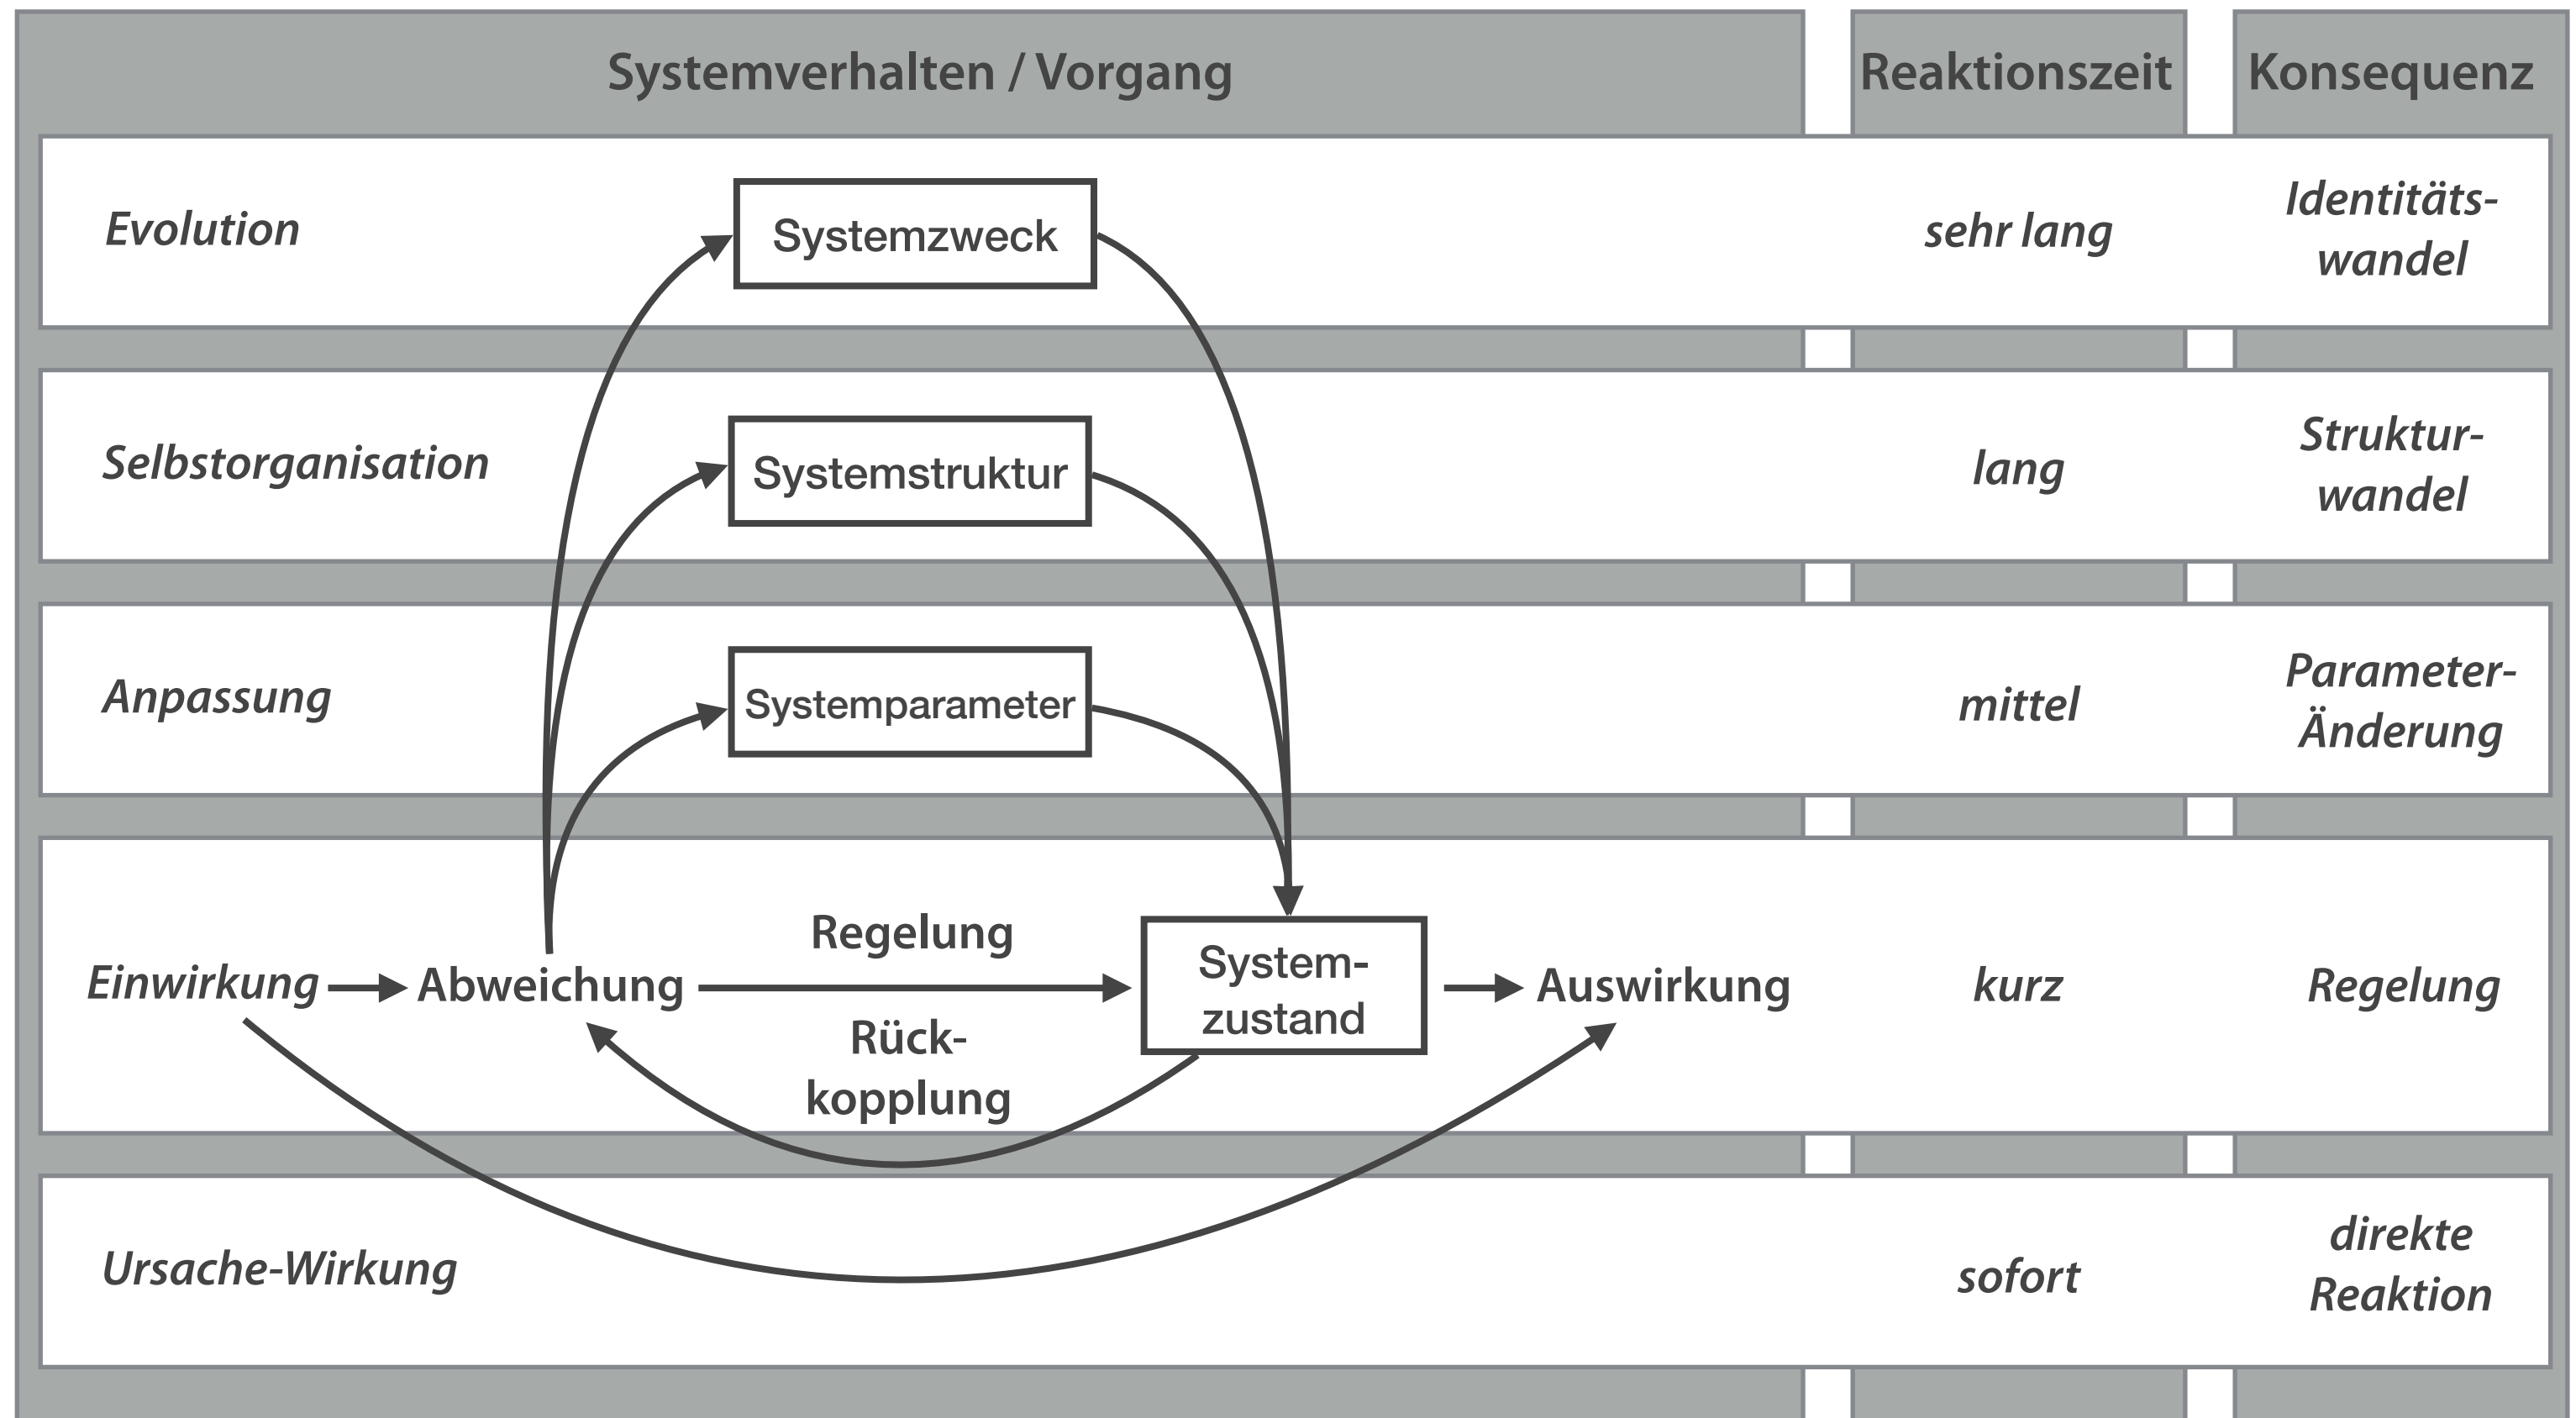 Systemverhalten / Vorgang
Reaktionszeit
Konsequenz
Evolution
Systemzweck
sehr lang
Identitäts-
wandel
Selbstorganisation
Systemstruktur
lang
Struktur-
wandel
Anpassung
Systemparameter
mittel
Parameter-
Änderung
Einwirkung
Abweichung
Regelung
Rück-
kopplung
System-
zustand
Auswirkung
kurz
Regelung
Ursache-Wirkung
sofort
direkte
Reaktion